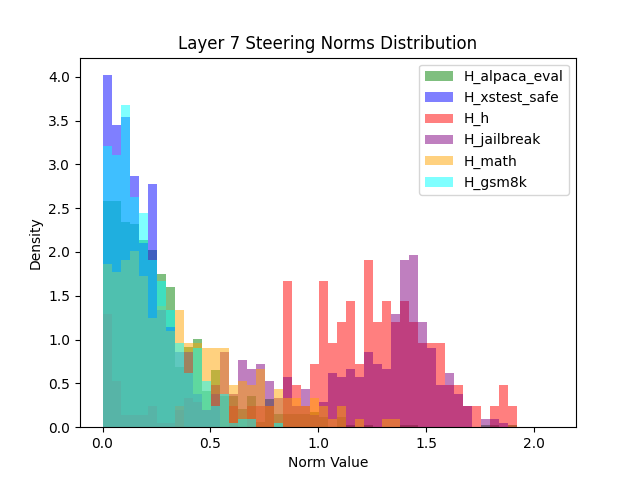 Layer 7 Steering Norms Distribution
H_alpaca_eval
H_xstest_safe
H_h
H_jailbreak
H_math
H_gsm8k
Density
4.0
3.5
3.0
2.5
2.0
1.5
1.0
0.5
0.0
0.0 0.5 1.0 1.5 2.0
Norm Value